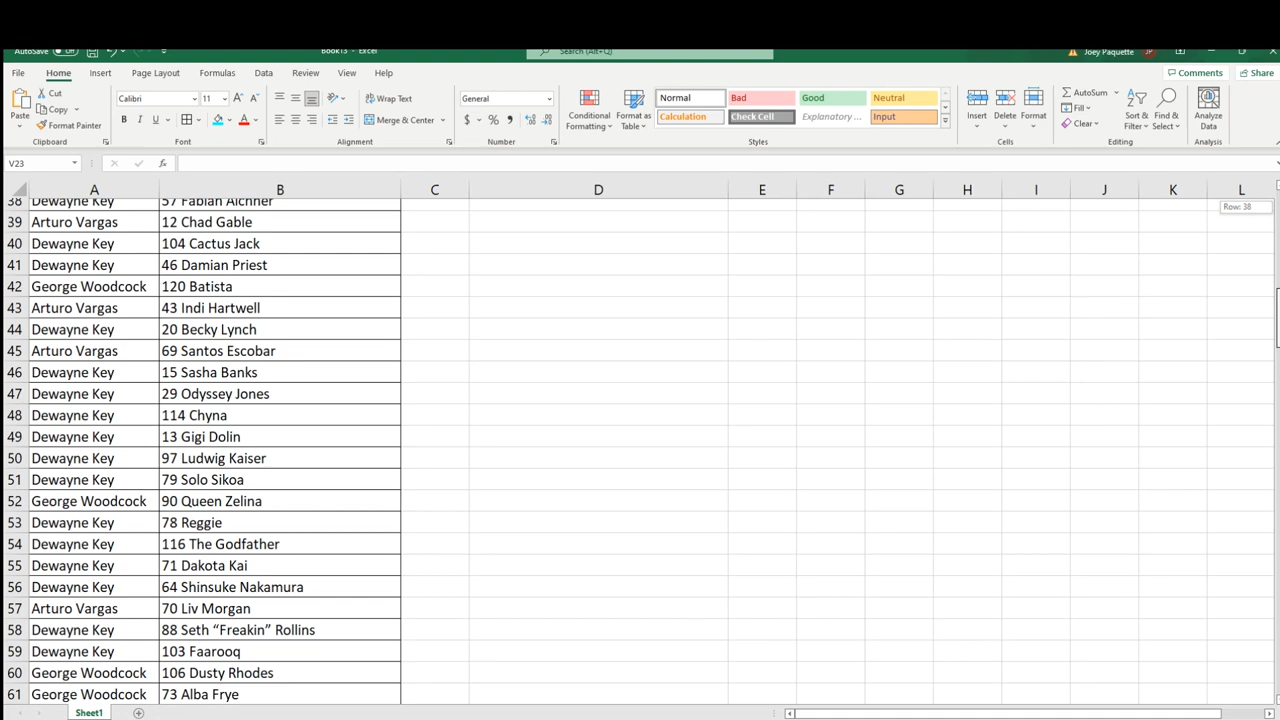 AutoSave Off Book13 - Excel Search (Alt+Q) Joey Paquette JP
File Home Insert Page Layout Formulas Data Review View Help Comments Share
Paste Cut Copy Format Painter
Calibri 11
B I U A
Wrap Text
Merge & Center
General
$ % ,
Conditional Formatting Format as Table
Normal Bad Good Neutral
Calculation Check Cell Explanatory ... Input
Insert Delete Format
AutoSum
Fill
Clear
Sort & Filter Find & Select
Analyze Data
Clipboard Font Alignment Number Styles Cells Editing Analysis
V23 fx
A B C D E F G H I J K L
38 Dewayne Key 57 Fabian Aichner
Row: 38
39 Arturo Vargas 12 Chad Gable
40 Dewayne Key 104 Cactus Jack
41 Dewayne Key 46 Damian Priest
42 George Woodcock 120 Batista
43 Arturo Vargas 43 Indi Hartwell
44 Dewayne Key 20 Becky Lynch
45 Arturo Vargas 69 Santos Escobar
46 Dewayne Key 15 Sasha Banks
47 Dewayne Key 29 Odyssey Jones
48 Dewayne Key 114 Chyna
49 Dewayne Key 13 Gigi Dolin
50 Dewayne Key 97 Ludwig Kaiser
51 Dewayne Key 79 Solo Sikoa
52 George Woodcock 90 Queen Zelina
53 Dewayne Key 78 Reggie
54 Dewayne Key 116 The Godfather
55 Dewayne Key 71 Dakota Kai
56 Dewayne Key 64 Shinsuke Nakamura
57 Arturo Vargas 70 Liv Morgan
58 Dewayne Key 88 Seth “Freakin” Rollins
59 Dewayne Key 103 Faarooq
60 George Woodcock 106 Dusty Rhodes
61 George Woodcock 73 Alba Frye
Sheet1